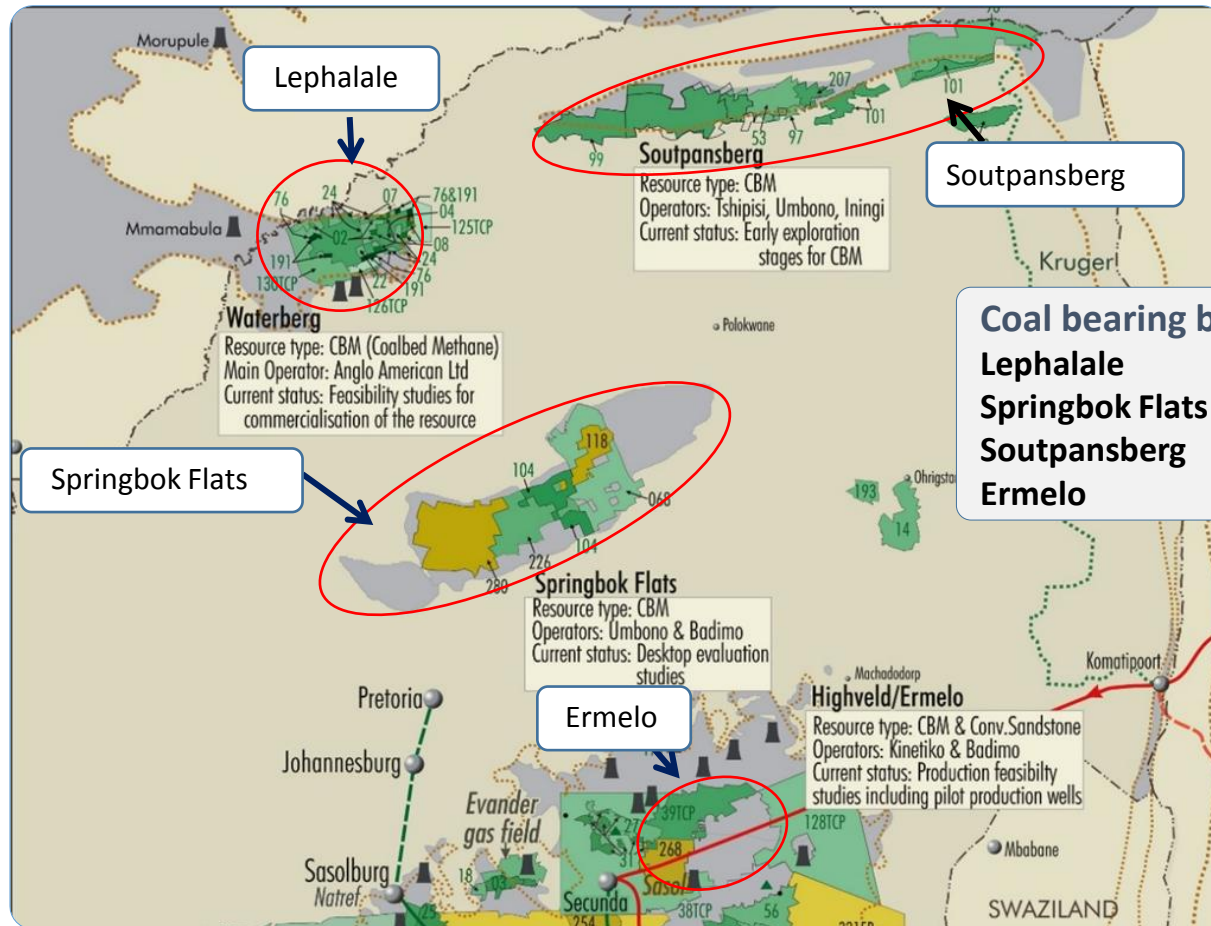 Morupule
Lephalale
Mmamabula
76
24
07
76&191
04
125TCP
02
08
24
191
76
130TCP
22
191
126TCP
Waterberg
Resource type: CBM (Coalbed Methane)
Main Operator: Anglo American Ltd
Current status: Feasibility studies for
commercialisation of the resource
207
101
101
53
97
99
Soutpansberg
Resource type: CBM
Operators: Tshipisi, Umbono, Iningi
Current status: Early exploration
stages for CBM
Soutpansberg
Kruger
Polokwane
Coal bearing b
Lephalale
Springbok Flats
Soutpansberg
Ermelo
Springbok Flats
118
104
068
104
226
280
Springbok Flats
Resource type: CBM
Operators: Umbono & Badimo
Current status: Desktop evaluation
studies
193
14
Ohrigsta
Komatipoort
Machadodorp
Highveld/Ermelo
Resource type: CBM & Conv.Sandstone
Operators: Kinetiko & Badimo
Current status: Production feasibilty
studies including pilot production wells
Pretoria
Johannesburg
Ermelo
Evander
gas field
39TCP
128TCP
27
31
268
Sasol
Sasolburg
Natref
18
03
Secunda
38TCP
56
25
254
Mbabane
SWAZILAND